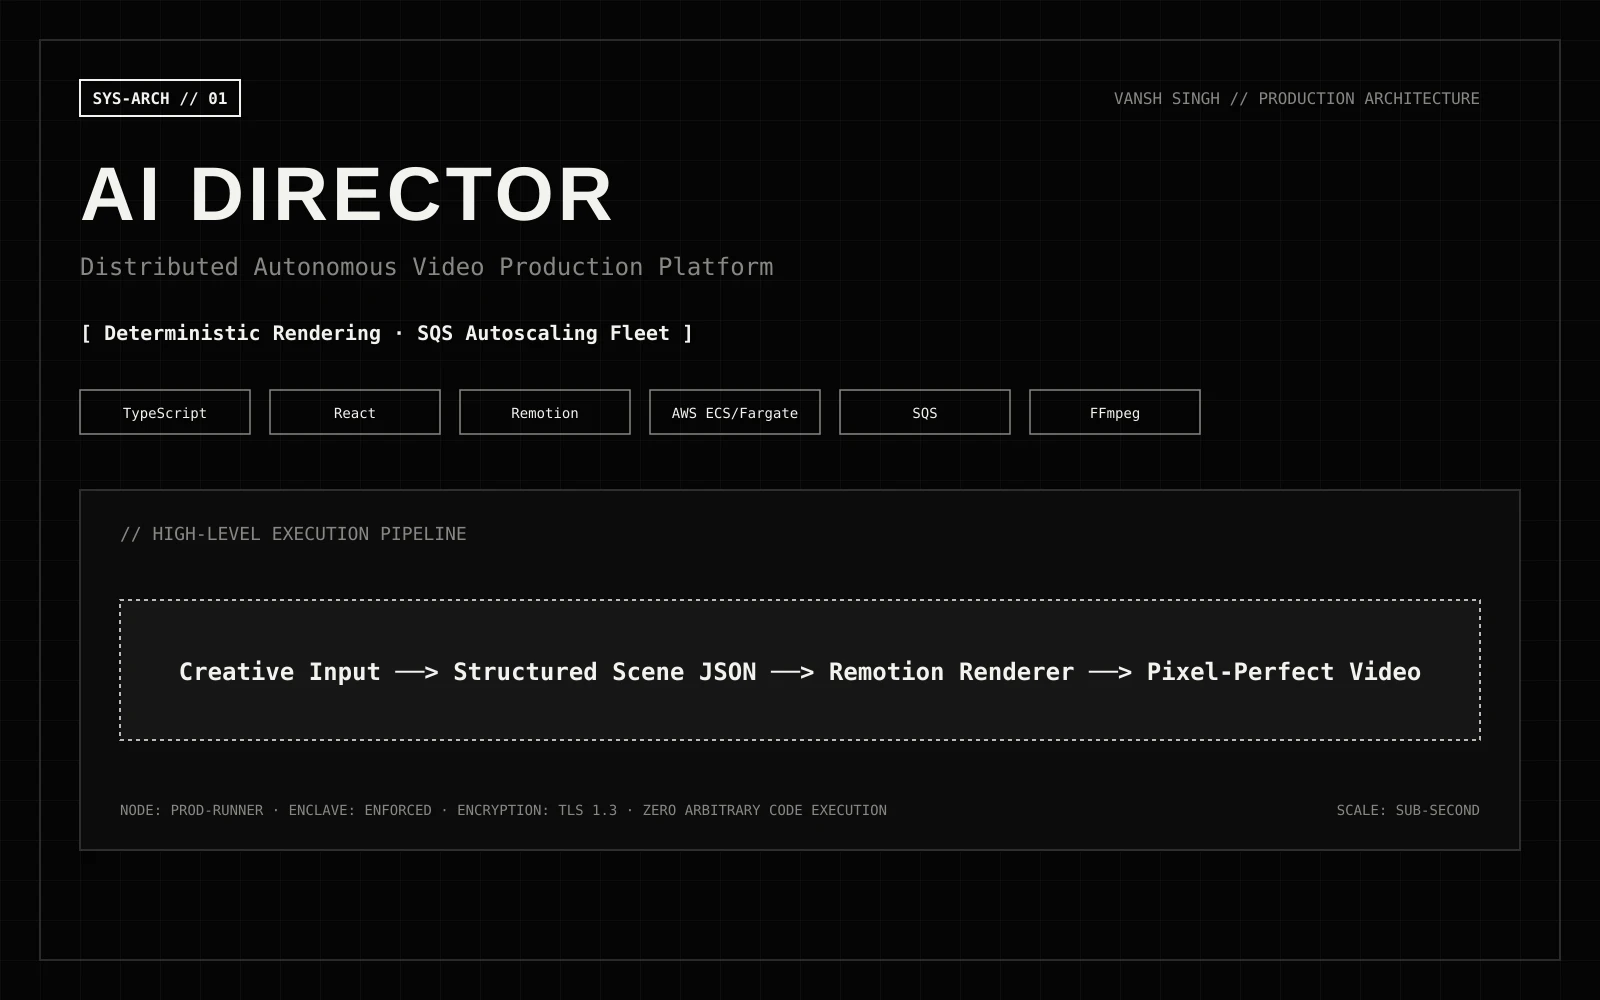 SYS-ARCH // 01
VANSH SINGH // PRODUCTION ARCHITECTURE
AI DIRECTOR
Distributed Autonomous Video Production Platform
[ Deterministic Rendering · SQS Autoscaling Fleet ]
TypeScript
React
Remotion
AWS ECS/Fargate
SQS
FFmpeg
// HIGH-LEVEL EXECUTION PIPELINE
Creative Input ──> Structured Scene JSON ──> Remotion Renderer ──> Pixel-Perfect Video
NODE: PROD-RUNNER · ENCLAVE: ENFORCED · ENCRYPTION: TLS 1.3 · ZERO ARBITRARY CODE EXECUTION
SCALE: SUB-SECOND